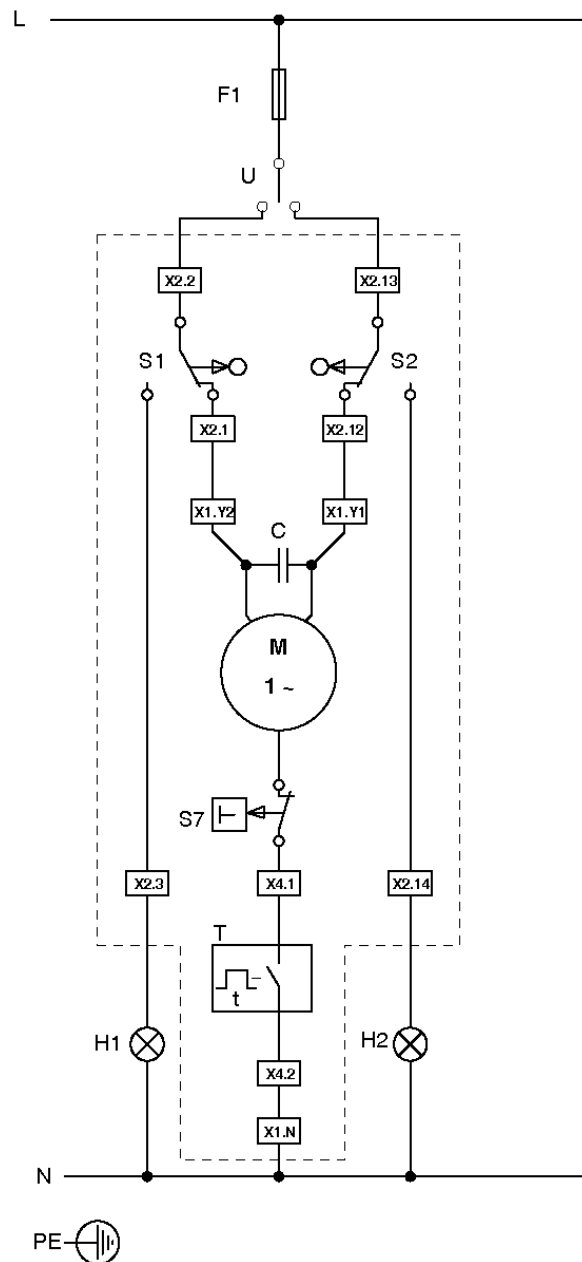 L
F1
U
X2.2
X2.13
S1
S2
X2.1
X2.12
X1.Y2
X1.Y1
C
M
1 ~
S7
X2.3
X4.1
X2.14
T
t
H1
H2
X4.2
X1.N
N
PE